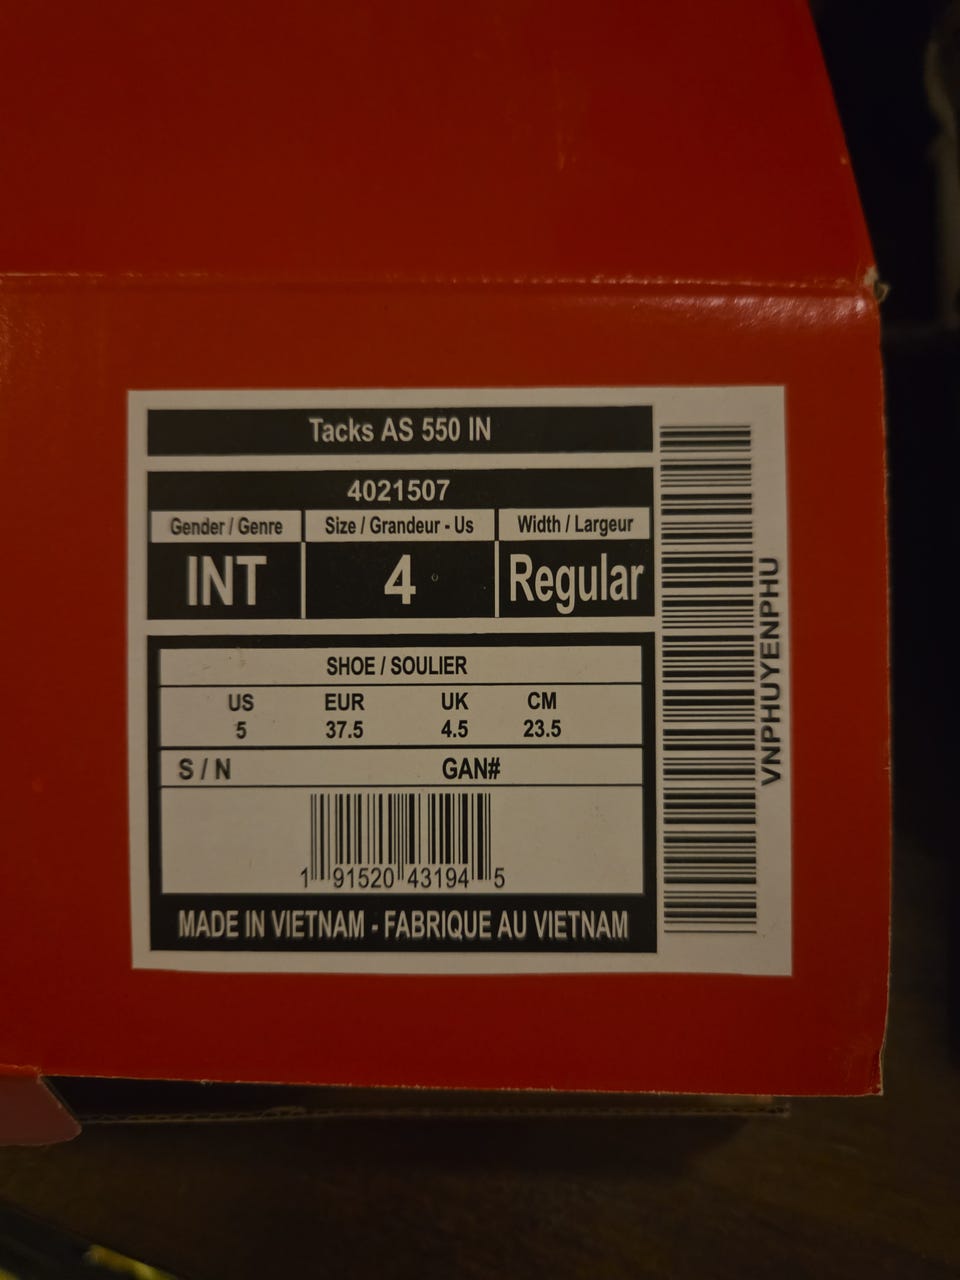 Tacks AS 550 IN
4021507
Gender / Genre Size / Grandeur - Us Width / Largeur
INT 4 Regular
SHOE / SOULIER
US EUR UK CM
5 37.5 4.5 23.5
S / N GAN#
1 91520 43194 5
MADE IN VIETNAM - FABRIQUE AU VIETNAM
VNPHUYENPHU